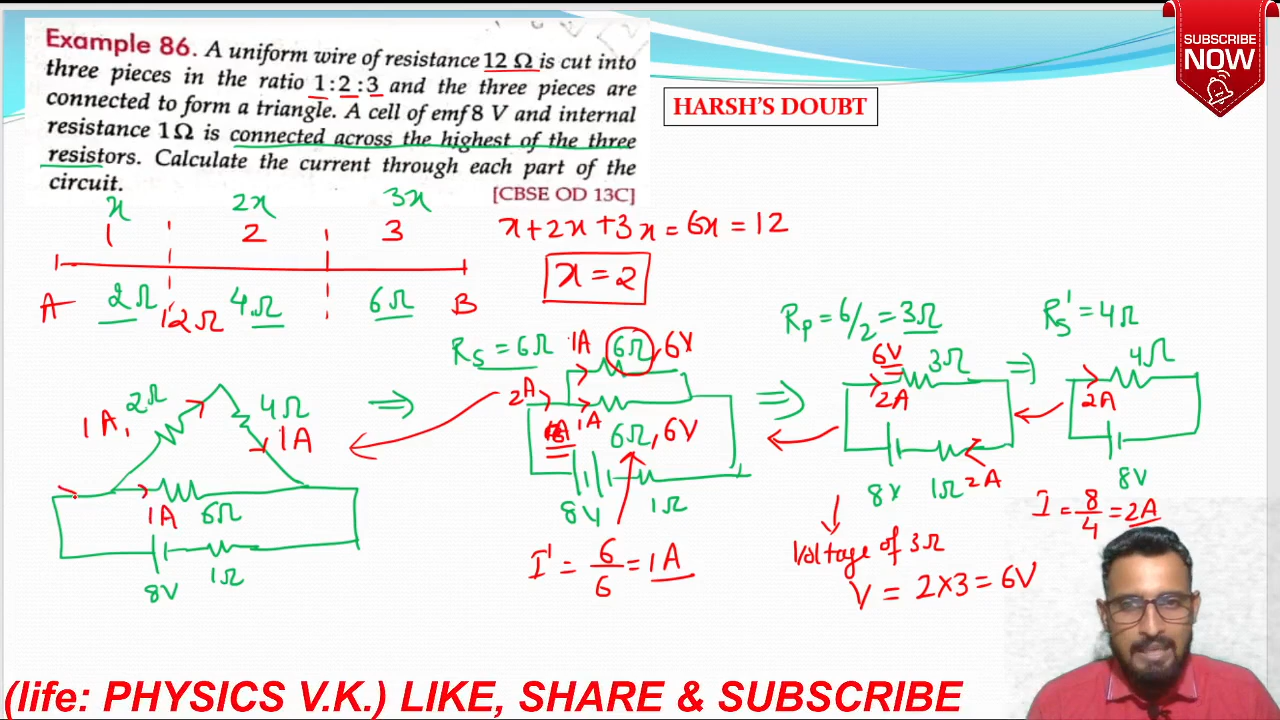 SUBSCRIBE
NOW
Example 86. A uniform wire of resistance 12 Ω is cut into
three pieces in the ratio 1:2:3 and the three pieces are
connected to form a triangle. A cell of emf 8 V and internal
resistance 1Ω is connected across the highest of the three
resistors. Calculate the current through each part of the
circuit.
[CBSE OD 13C]
HARSH'S DOUBT
x 2x 3x
1 2 3
A 2Ω 12Ω 4Ω 6Ω B
x+2x+3x=6x=12
x=2
Rs=6Ω
1A 6Ω,6V
2A 1A 6Ω,6V
8V 1Ω
I'=6/6=1A
Rp=6/2=3Ω
6V 3Ω
2A
8V 1Ω 2A
Voltage of 3Ω
V=2×3=6V
Rs'=4Ω
4Ω
2A
8V
I=8/4=2A
1A, 2Ω 4Ω
1A
1A 6Ω
8V 1Ω
(life: PHYSICS V.K.) LIKE, SHARE & SUBSCRIBE